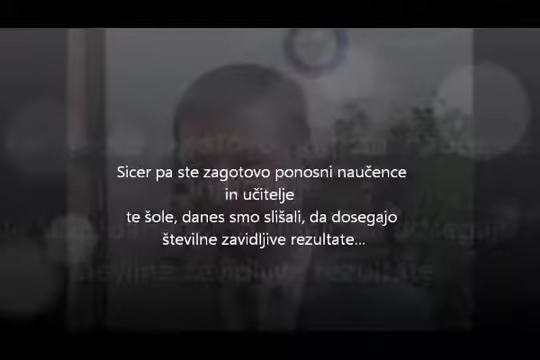 Sicer pa ste zagotovo ponosni naučence
in učitelje
te šole, danes smo slišali, da dosegajo
številne zavidljive rezultate...